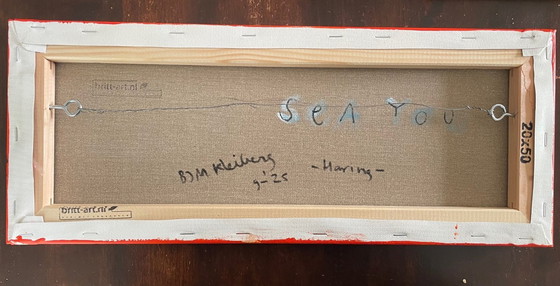 britt-art.nl
SeA YOU
BJM Kleiberg
-Haring-
9-'25
20x50
britt-art.nl